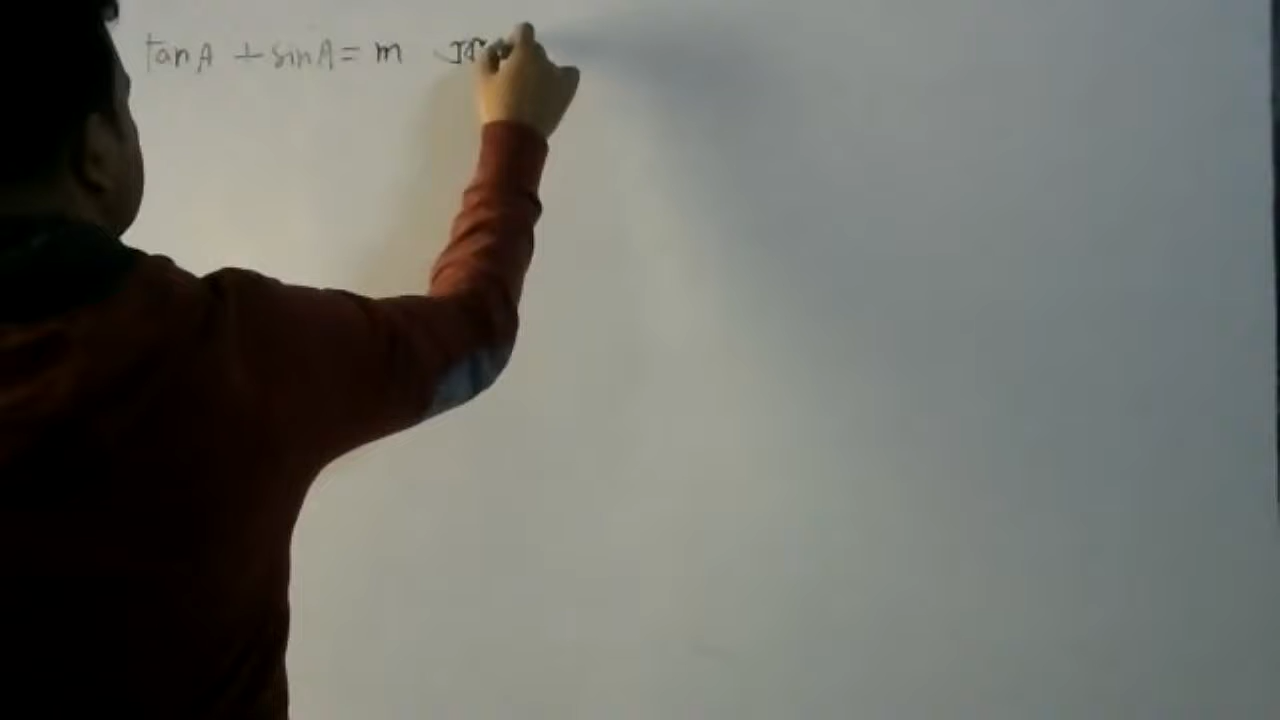 tanA + sinA = m